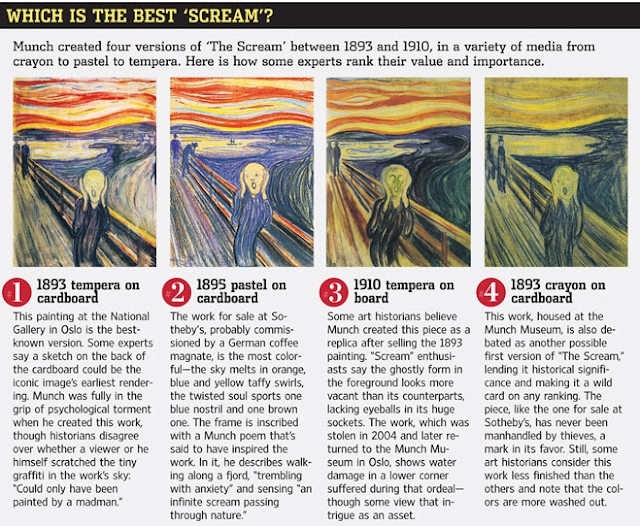 WHICH IS THE BEST ‘SCREAM’?
Munch created four versions of ‘The Scream’ between 1893 and 1910, in a variety of media from
crayon to pastel to tempera. Here is how some experts rank their value and importance.
#1 1893 tempera on
cardboard
This painting at the National
Gallery in Oslo is the best-
known version. Some experts
say a sketch on the back of
the cardboard could be the
iconic image’s earliest render-
ing. Munch was fully in the
grip of psychological torment
when he created this work,
though historians disagree
over whether a viewer or he
himself scratched the tiny
graffiti in the work’s sky:
“Could only have been
painted by a madman.”
#2 1895 pastel on
cardboard
The work for sale at So-
theby’s, probably commis-
sioned by a German coffee
magnate, is the most color-
ful—the sky melts in orange,
blue and yellow taffy swirls,
the twisted soul sports one
blue nostril and one brown
one. The frame is inscribed
with a Munch poem that’s
said to have inspired the
work. In it, he describes walk-
ing along a fjord, “trembling
with anxiety” and sensing “an
infinite scream passing
through nature.”
#3 1910 tempera on
board
Some art historians believe
Munch created this piece as a
replica after selling the 1893
painting. “Scream” enthusi-
asts say the ghostly form in
the foreground looks more
vacant than its counterparts,
lacking eyeballs in its huge
sockets. The work, which was
stolen in 2004 and later re-
turned to the Munch Mu-
seum in Oslo, shows water
damage in a lower corner
suffered during that ordeal—
though some view that in-
trigue as an asset.
#4 1893 crayon on
cardboard
This work, housed at the
Munch Museum, is also de-
bated as another possible
first version of “The Scream,”
lending it historical signifi-
cance and making it a wild
card on any ranking. The
piece, like the one for sale at
Sotheby’s, has never been
manhandled by thieves, a
mark in its favor. Still, some
art historians consider this
work less finished than the
others and note that the col-
ors are more washed out.